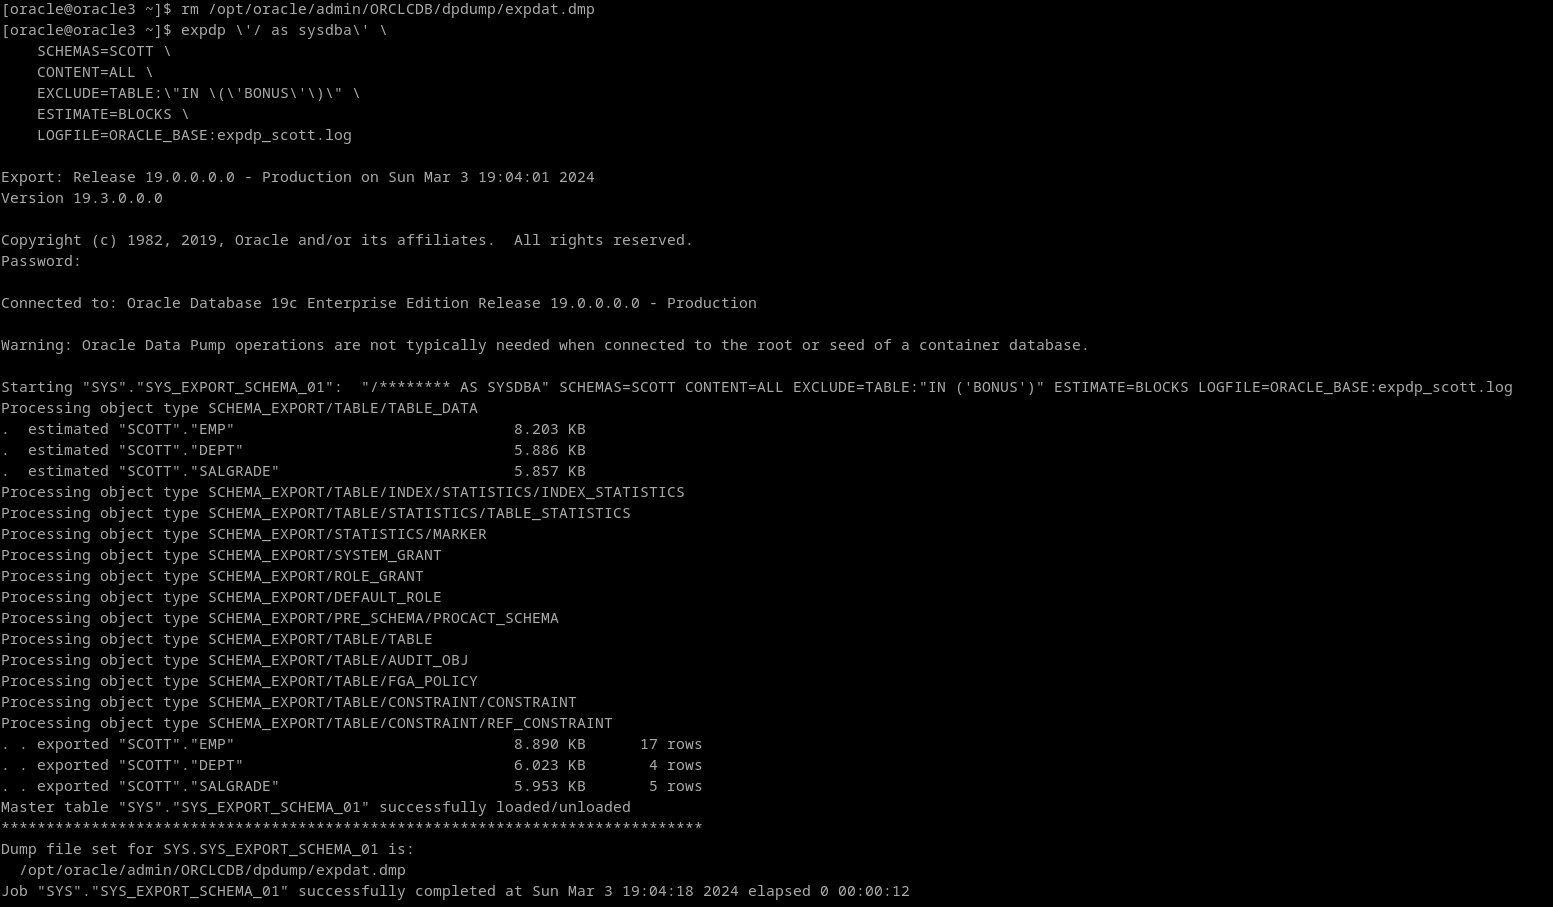 [oracle@oracle3 ~]$ rm /opt/oracle/admin/ORCLCDB/dpdump/expdat.dmp
[oracle@oracle3 ~]$ expdp \'/ as sysdba\' \
    SCHEMAS=SCOTT \
    CONTENT=ALL \
    EXCLUDE=TABLE:\"IN \(\'BONUS\'\)\" \
    ESTIMATE=BLOCKS \
    LOGFILE=ORACLE_BASE:expdp_scott.log

Export: Release 19.0.0.0.0 - Production on Sun Mar 3 19:04:01 2024
Version 19.3.0.0.0

Copyright (c) 1982, 2019, Oracle and/or its affiliates.  All rights reserved.
Password:

Connected to: Oracle Database 19c Enterprise Edition Release 19.0.0.0.0 - Production

Warning: Oracle Data Pump operations are not typically needed when connected to the root or seed of a container database.

Starting "SYS"."SYS_EXPORT_SCHEMA_01":  "/******** AS SYSDBA" SCHEMAS=SCOTT CONTENT=ALL EXCLUDE=TABLE:"IN ('BONUS')" ESTIMATE=BLOCKS LOGFILE=ORACLE_BASE:expdp_scott.log
Processing object type SCHEMA_EXPORT/TABLE/TABLE_DATA
.  estimated "SCOTT"."EMP"                               8.203 KB
.  estimated "SCOTT"."DEPT"                              5.886 KB
.  estimated "SCOTT"."SALGRADE"                          5.857 KB
Processing object type SCHEMA_EXPORT/TABLE/INDEX/STATISTICS/INDEX_STATISTICS
Processing object type SCHEMA_EXPORT/TABLE/STATISTICS/TABLE_STATISTICS
Processing object type SCHEMA_EXPORT/STATISTICS/MARKER
Processing object type SCHEMA_EXPORT/SYSTEM_GRANT
Processing object type SCHEMA_EXPORT/ROLE_GRANT
Processing object type SCHEMA_EXPORT/DEFAULT_ROLE
Processing object type SCHEMA_EXPORT/PRE_SCHEMA/PROCACT_SCHEMA
Processing object type SCHEMA_EXPORT/TABLE/TABLE
Processing object type SCHEMA_EXPORT/TABLE/AUDIT_OBJ
Processing object type SCHEMA_EXPORT/TABLE/FGA_POLICY
Processing object type SCHEMA_EXPORT/TABLE/CONSTRAINT/CONSTRAINT
Processing object type SCHEMA_EXPORT/TABLE/CONSTRAINT/REF_CONSTRAINT
. . exported "SCOTT"."EMP"                               8.890 KB      17 rows
. . exported "SCOTT"."DEPT"                              6.023 KB       4 rows
. . exported "SCOTT"."SALGRADE"                          5.953 KB       5 rows
Master table "SYS"."SYS_EXPORT_SCHEMA_01" successfully loaded/unloaded
******************************************************************************
Dump file set for SYS.SYS_EXPORT_SCHEMA_01 is:
  /opt/oracle/admin/ORCLCDB/dpdump/expdat.dmp
Job "SYS"."SYS_EXPORT_SCHEMA_01" successfully completed at Sun Mar 3 19:04:18 2024 elapsed 0 00:00:12